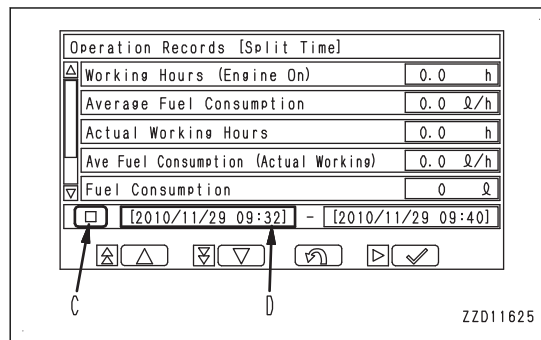 Operation Records [Split Time]
Working Hours (Engine On) 0.0 h
Average Fuel Consumption 0.0 ℓ/h
Actual Working Hours 0.0 h
Ave Fuel Consumption (Actual Working) 0.0 ℓ/h
Fuel Consumption 0 ℓ
[2010/11/29 09:32] - [2010/11/29 09:40]
C D
ZZD11625